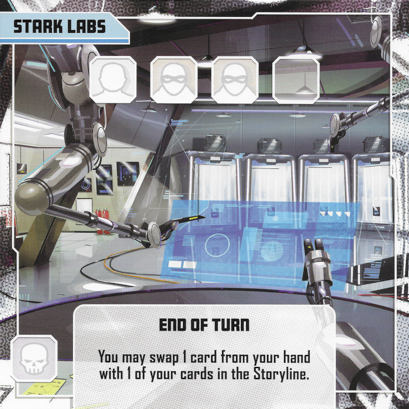 STARK LABS
END OF TURN
You may swap 1 card from your hand
with 1 of your cards in the Storyline.